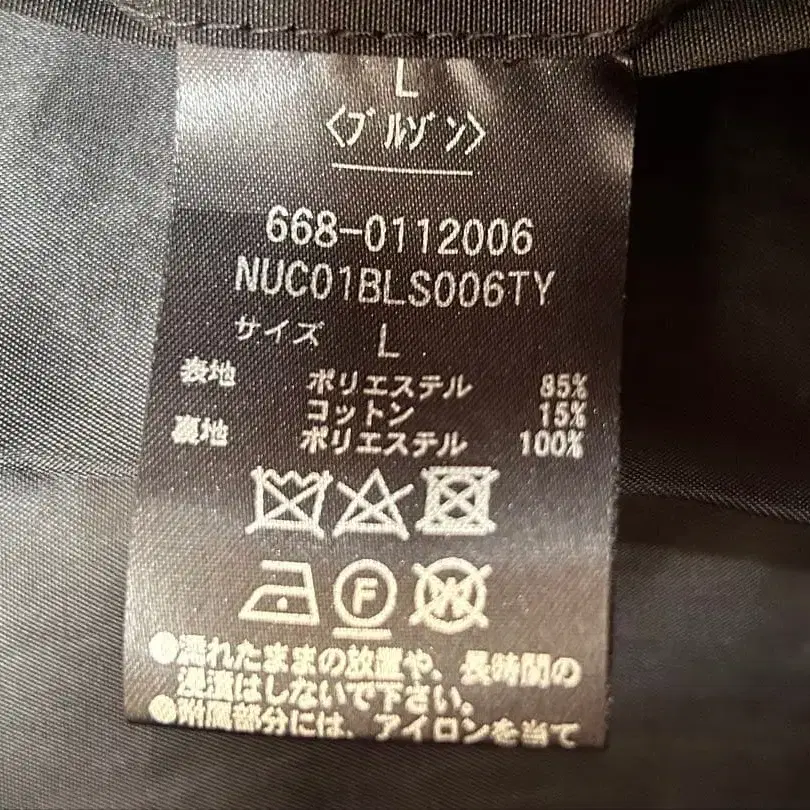 L
〈ブルゾン〉
668-0112006
NUC01BLS006TY
サイズ L
表地 ポリエステル 85%
コットン 15%
裏地 ポリエステル 100%
F W
●濡れたままの放置や、長時間の
浸漬はしないで下さい。
●附属部分には、アイロンを当て